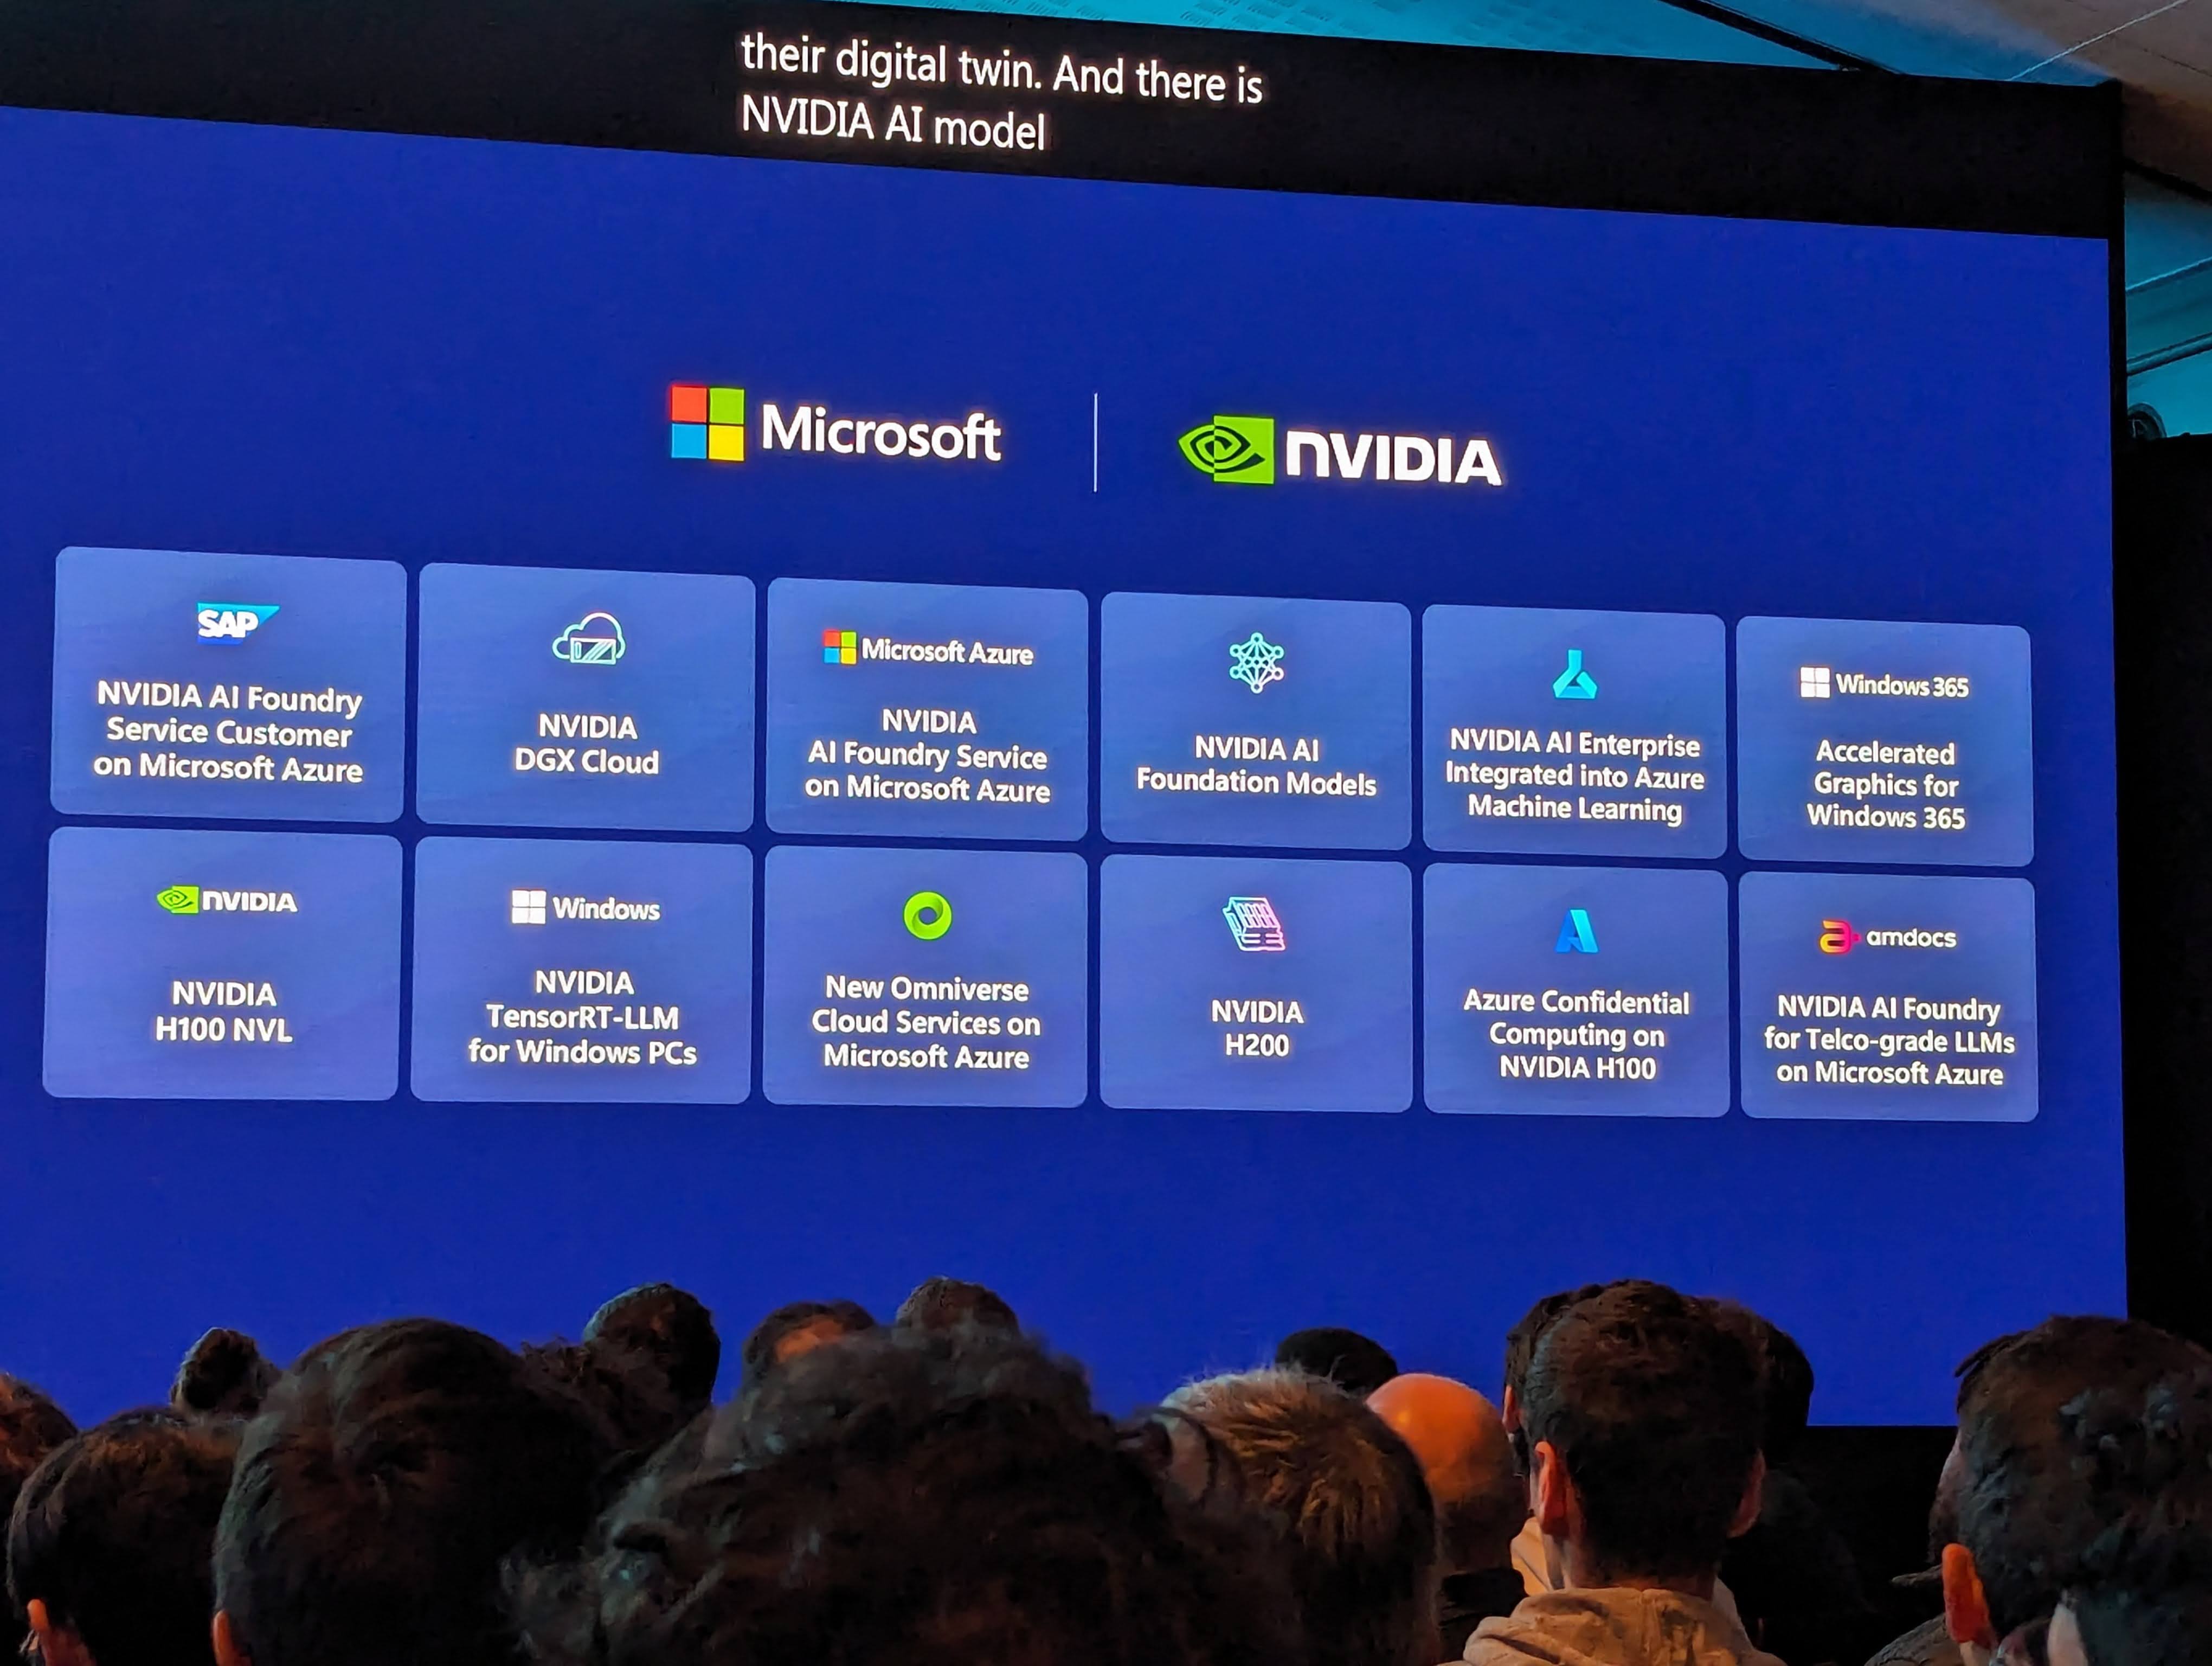 their digital twin. And there is
NVIDIA AI model
Microsoft
NVIDIA
SAP
NVIDIA AI Foundry
Service Customer
on Microsoft Azure
NVIDIA
DGX Cloud
Microsoft Azure
NVIDIA
AI Foundry Service
on Microsoft Azure
NVIDIA AI
Foundation Models
NVIDIA AI Enterprise
Integrated into Azure
Machine Learning
Windows 365
Accelerated
Graphics for
Windows 365
NVIDIA
NVIDIA
H100 NVL
Windows
NVIDIA
TensorRT-LLM
for Windows PCs
New Omniverse
Cloud Services on
Microsoft Azure
NVIDIA
H200
Azure Confidential
Computing on
NVIDIA H100
amdocs
NVIDIA AI Foundry
for Telco-grade LLMs
on Microsoft Azure